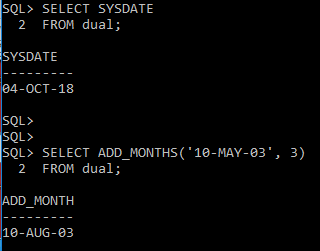 SQL> SELECT SYSDATE
  2  FROM dual;
SYSDATE
---------
04-OCT-18
SQL>
SQL>
SQL> SELECT ADD_MONTHS('10-MAY-03', 3)
  2  FROM dual;
ADD_MONTH
---------
10-AUG-03